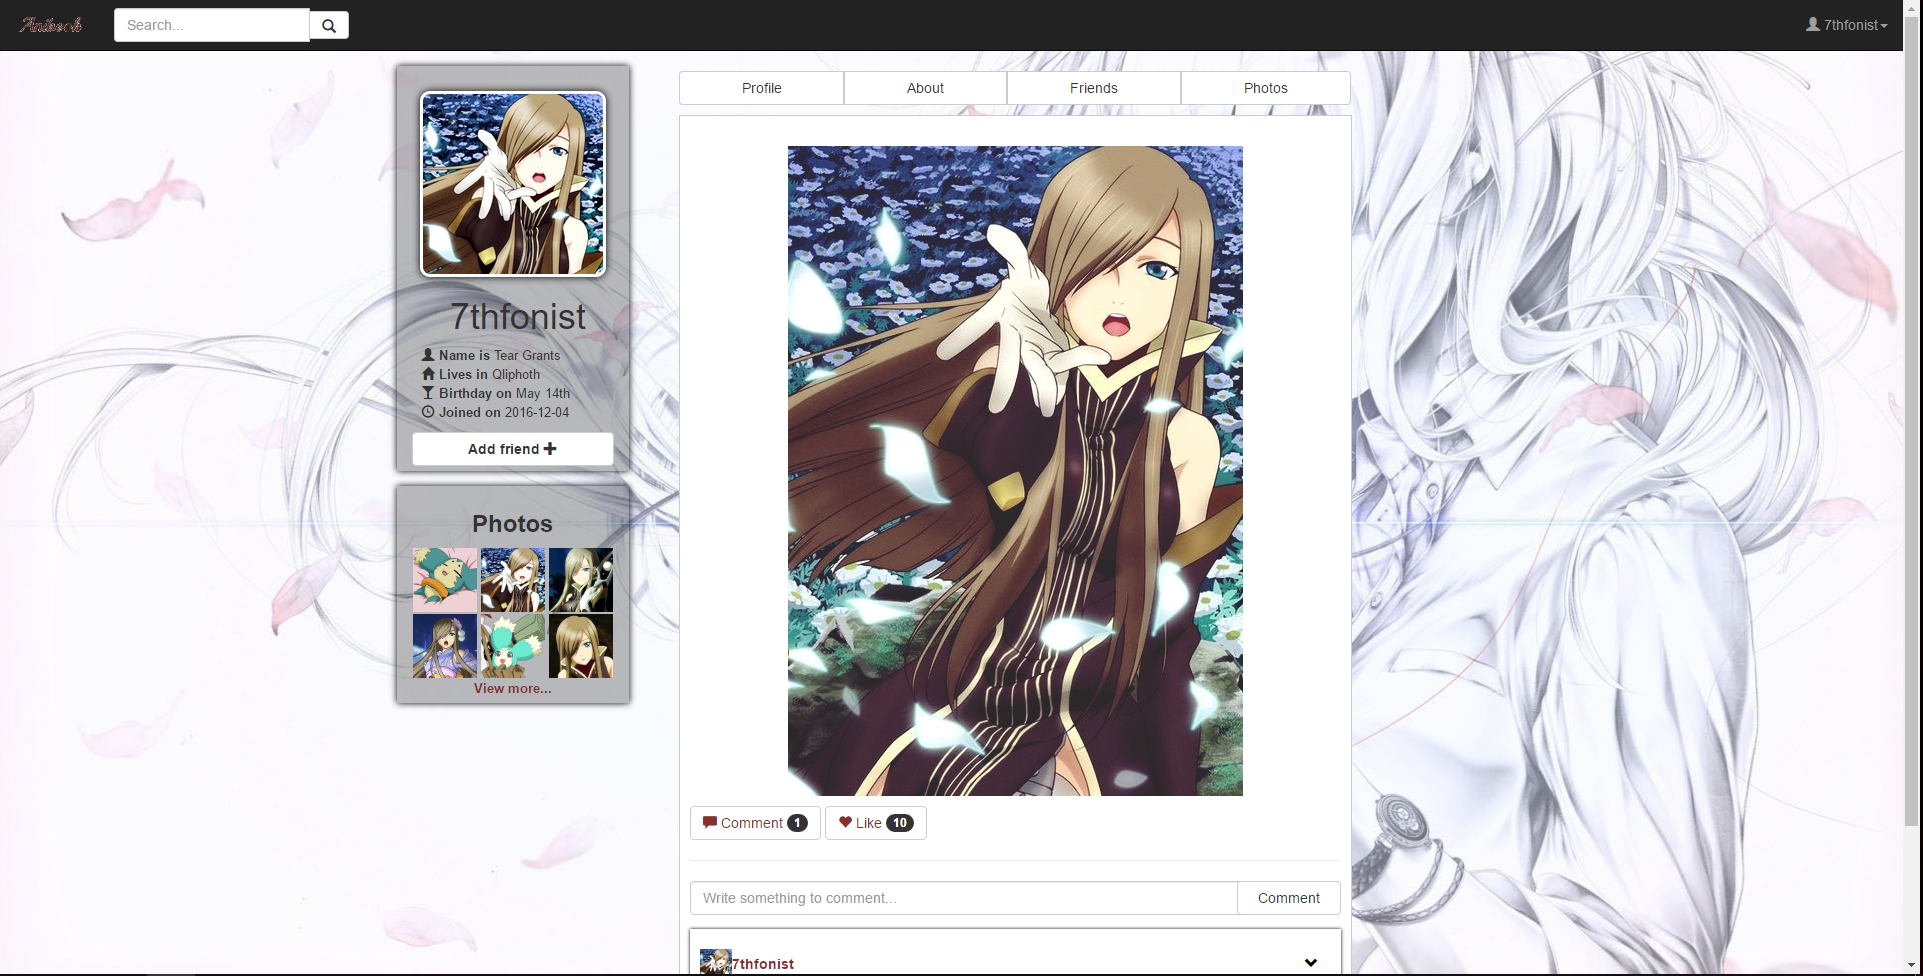 Anibook
Search...
7thfonist
Profile
About
Friends
Photos
7thfonist
Name is Tear Grants
Lives in Qliphoth
Birthday on May 14th
Joined on 2016-12-04
Add friend
Photos
View more...
Comment 1
Like 10
Write something to comment...
Comment
7thfonist